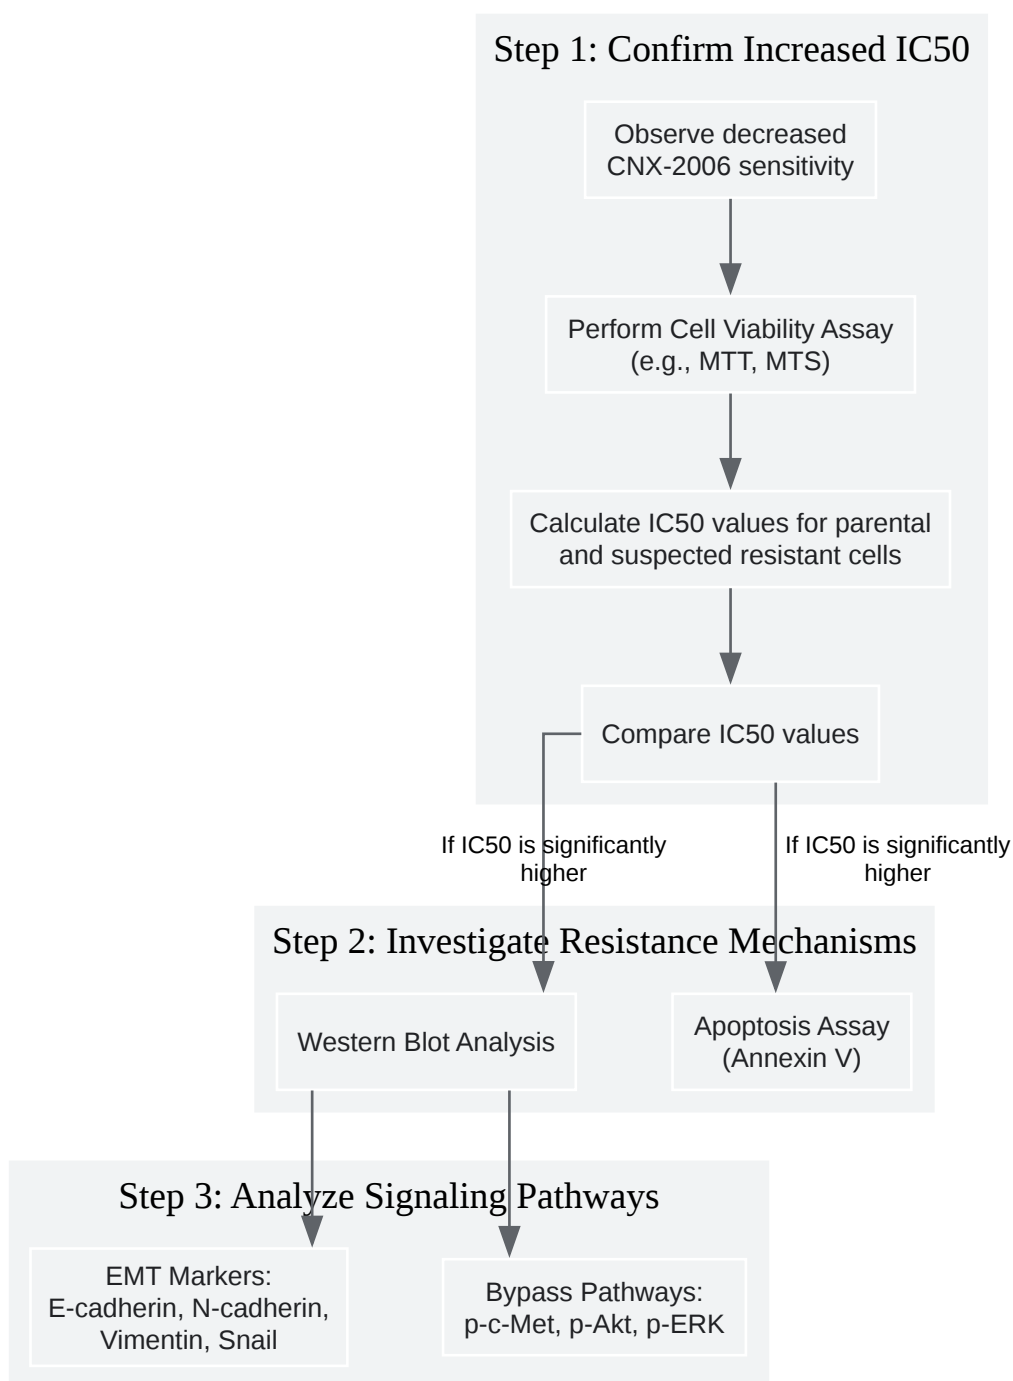 Step 1: Confirm Increased IC50
Observe decreased
CNX-2006 sensitivity
Perform Cell Viability Assay
(e.g., MTT, MTS)
Calculate IC50 values for parental
and suspected resistant cells
Compare IC50 values
If IC50 is significantly
higher
If IC50 is significantly
higher
Step 2: Investigate Resistance Mechanisms
Western Blot Analysis
Apoptosis Assay
(Annexin V)
Step 3: Analyze Signaling Pathways
EMT Markers:
E-cadherin, N-cadherin,
Vimentin, Snail
Bypass Pathways:
p-c-Met, p-Akt, p-ERK